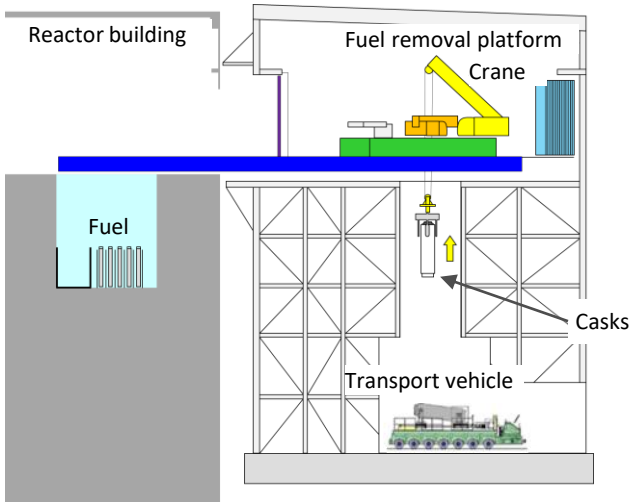 Reactor building
Fuel removal platform
Crane
Fuel
Casks
Transport vehicle